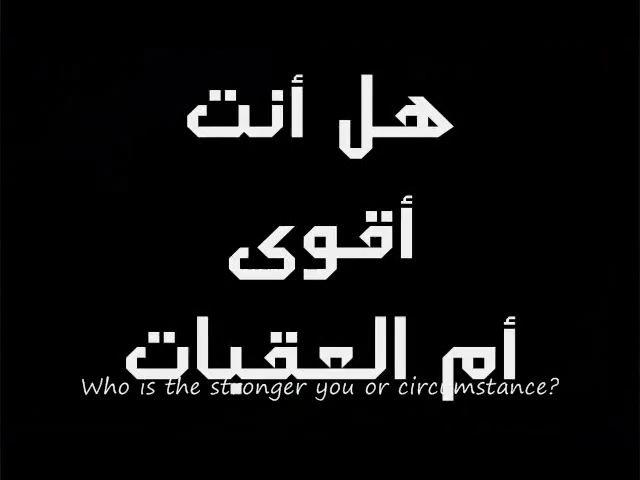 هل أنت
أقوى
أم العقبات
Who is the stronger you or circumstance?